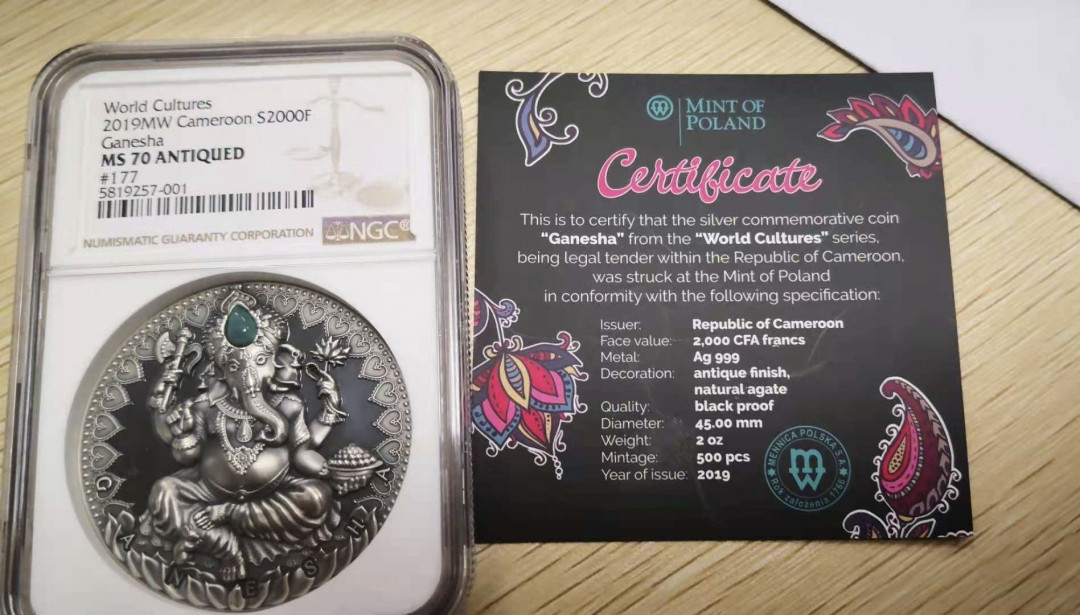 World Cultures
2019MW Cameroon S2000F
Ganesha
MS 70 ANTIQUED
#177
5819257-001
NUMISMATIC GUARANTY CORPORATION NGC®
GANESHA
MINT OF
POLAND
Certificate
This is to certify that the silver commemorative coin
“Ganesha” from the “World Cultures” series,
being legal tender within the Republic of Cameroon,
was struck at the Mint of Poland
in conformity with the following specification:
Issuer: Republic of Cameroon
Face value: 2,000 CFA francs
Metal: Ag 999
Decoration: antique finish,
natural agate
Quality: black proof
Diameter: 45.00 mm
Weight: 2 oz
Mintage: 500 pcs
Year of issue: 2019
MENNICA POLSKA S.A.
Rok założenia 1766
MW